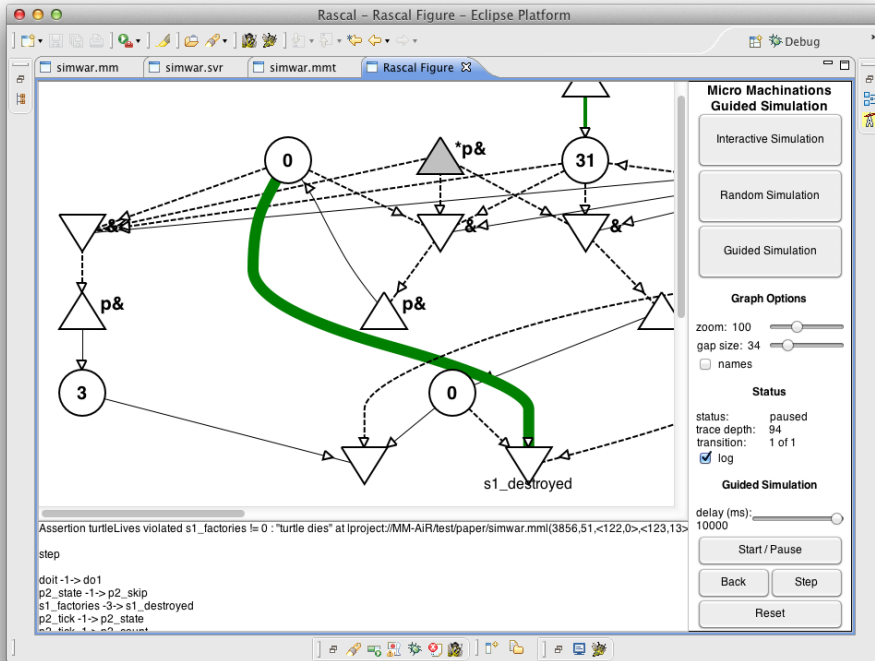 Rascal - Rascal Figure - Eclipse Platform
Debug
simwar.mm
simwar.svr
simwar.mmt
Rascal Figure
0
*p&
31
&
&
&
p&
p&
3
0
s1_destroyed
Micro Machinations
Guided Simulation
Interactive Simulation
Random Simulation
Guided Simulation
Graph Options
zoom: 100
gap size: 34
names
Status
status: paused
trace depth: 94
transition: 1 of 1
log
Guided Simulation
delay (ms):
10000
Start / Pause
Back
Step
Reset
Assertion turtleLives violated s1_factories != 0 : "turtle dies" at lproject://MM-AiR/test/paper/simwar.mml(3856,51,<122,0>,<123,13>
step
doit -1-> do1
p2_state -1-> p2_skip
s1_factories -3-> s1_destroyed
p2_tick -1-> p2_state